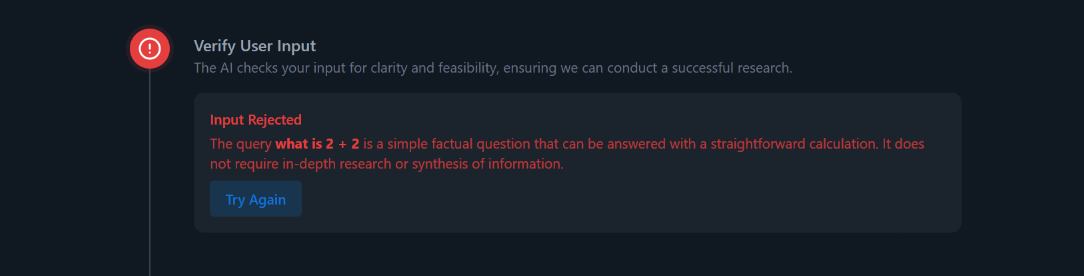 Verify User Input
The AI checks your input for clarity and feasibility, ensuring we can conduct a successful research.
Input Rejected
The query what is 2 + 2 is a simple factual question that can be answered with a straightforward calculation. It does
not require in-depth research or synthesis of information.
Try Again